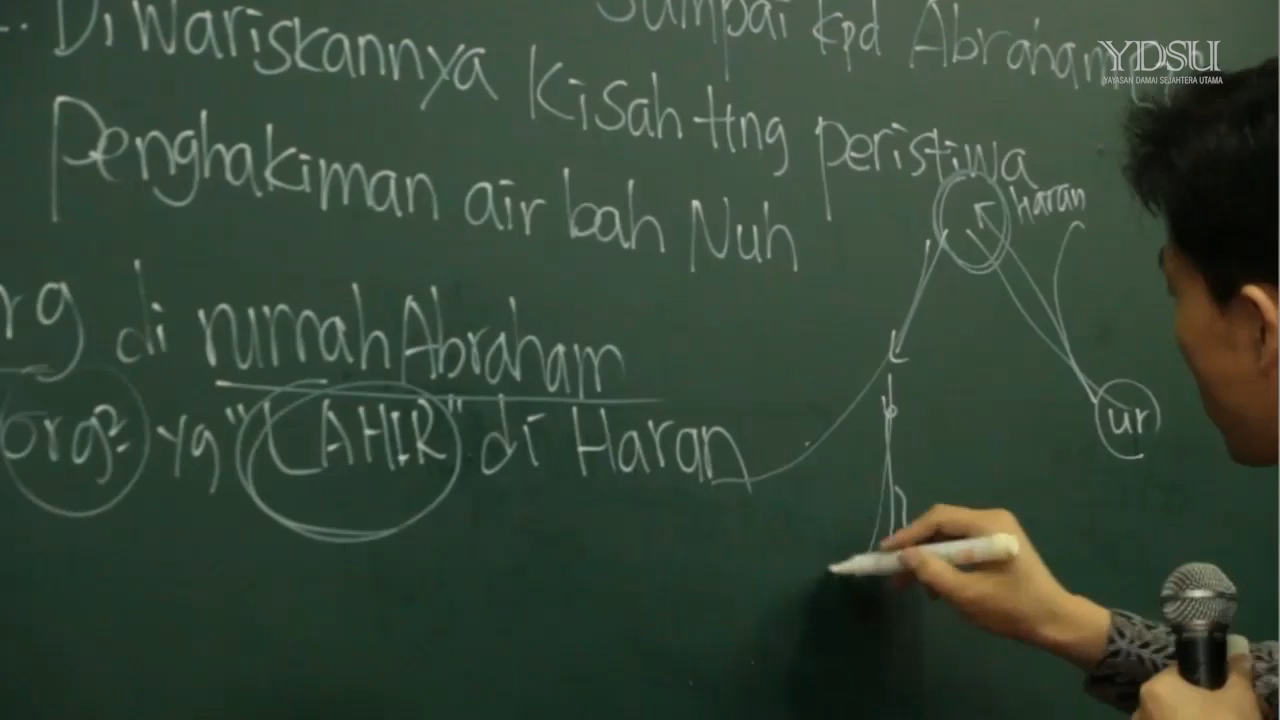 Sampai kpd Abraham
YDSU
YAYASAN DAMAI SEJAHTERA UTAMA
DiWariskannya Kisah ttng peristiwa
Penghakiman air bah Nuh
haran
rg di rumah Abraham
org² yg "LAHIR" di Haran
ur